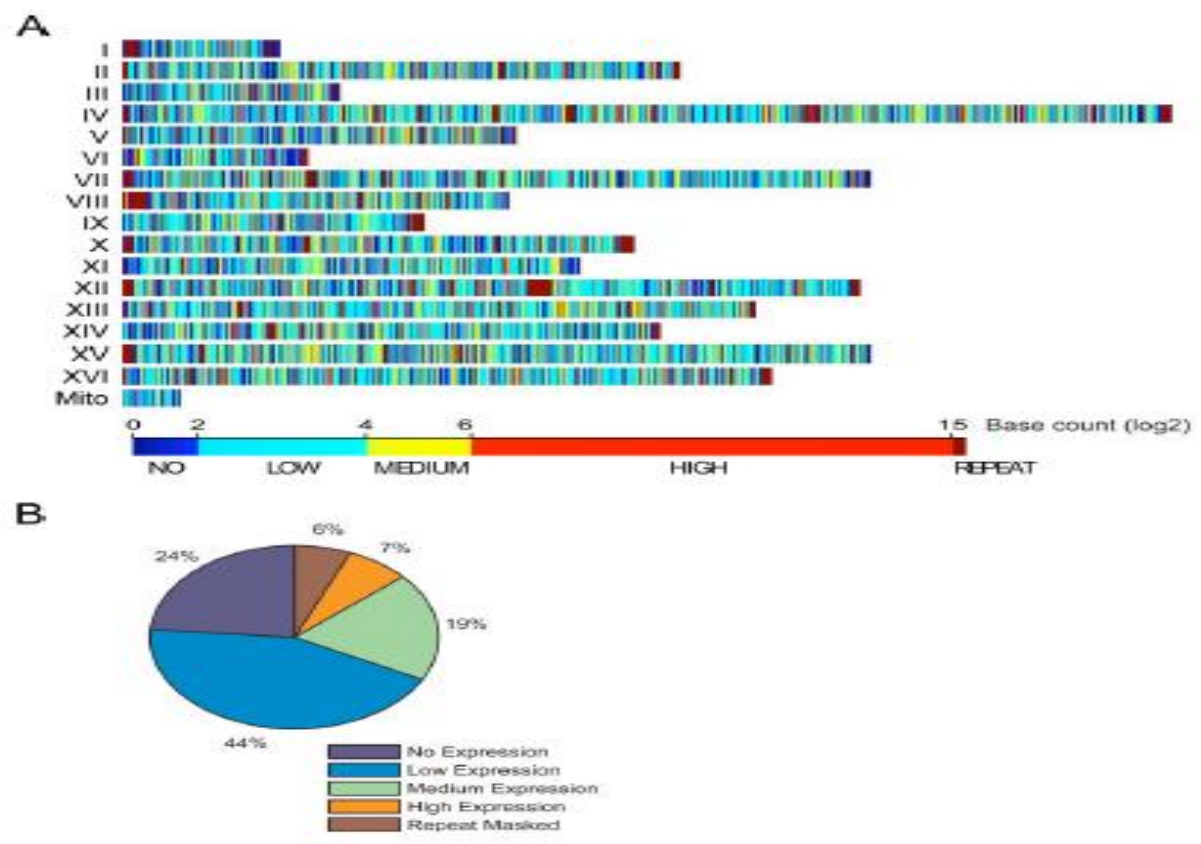 A
I
II
III
IV
V
VI
VII
VIII
IX
X
XI
XII
XIII
XIV
XV
XVI
Mito
0 2 4 6 15 Base count (log2)
NO LOW MEDIUM HIGH REPEAT
B
6%
7%
24%
19%
44%
No Expression
Low Expression
Medium Expression
High Expression
Repeat Masked